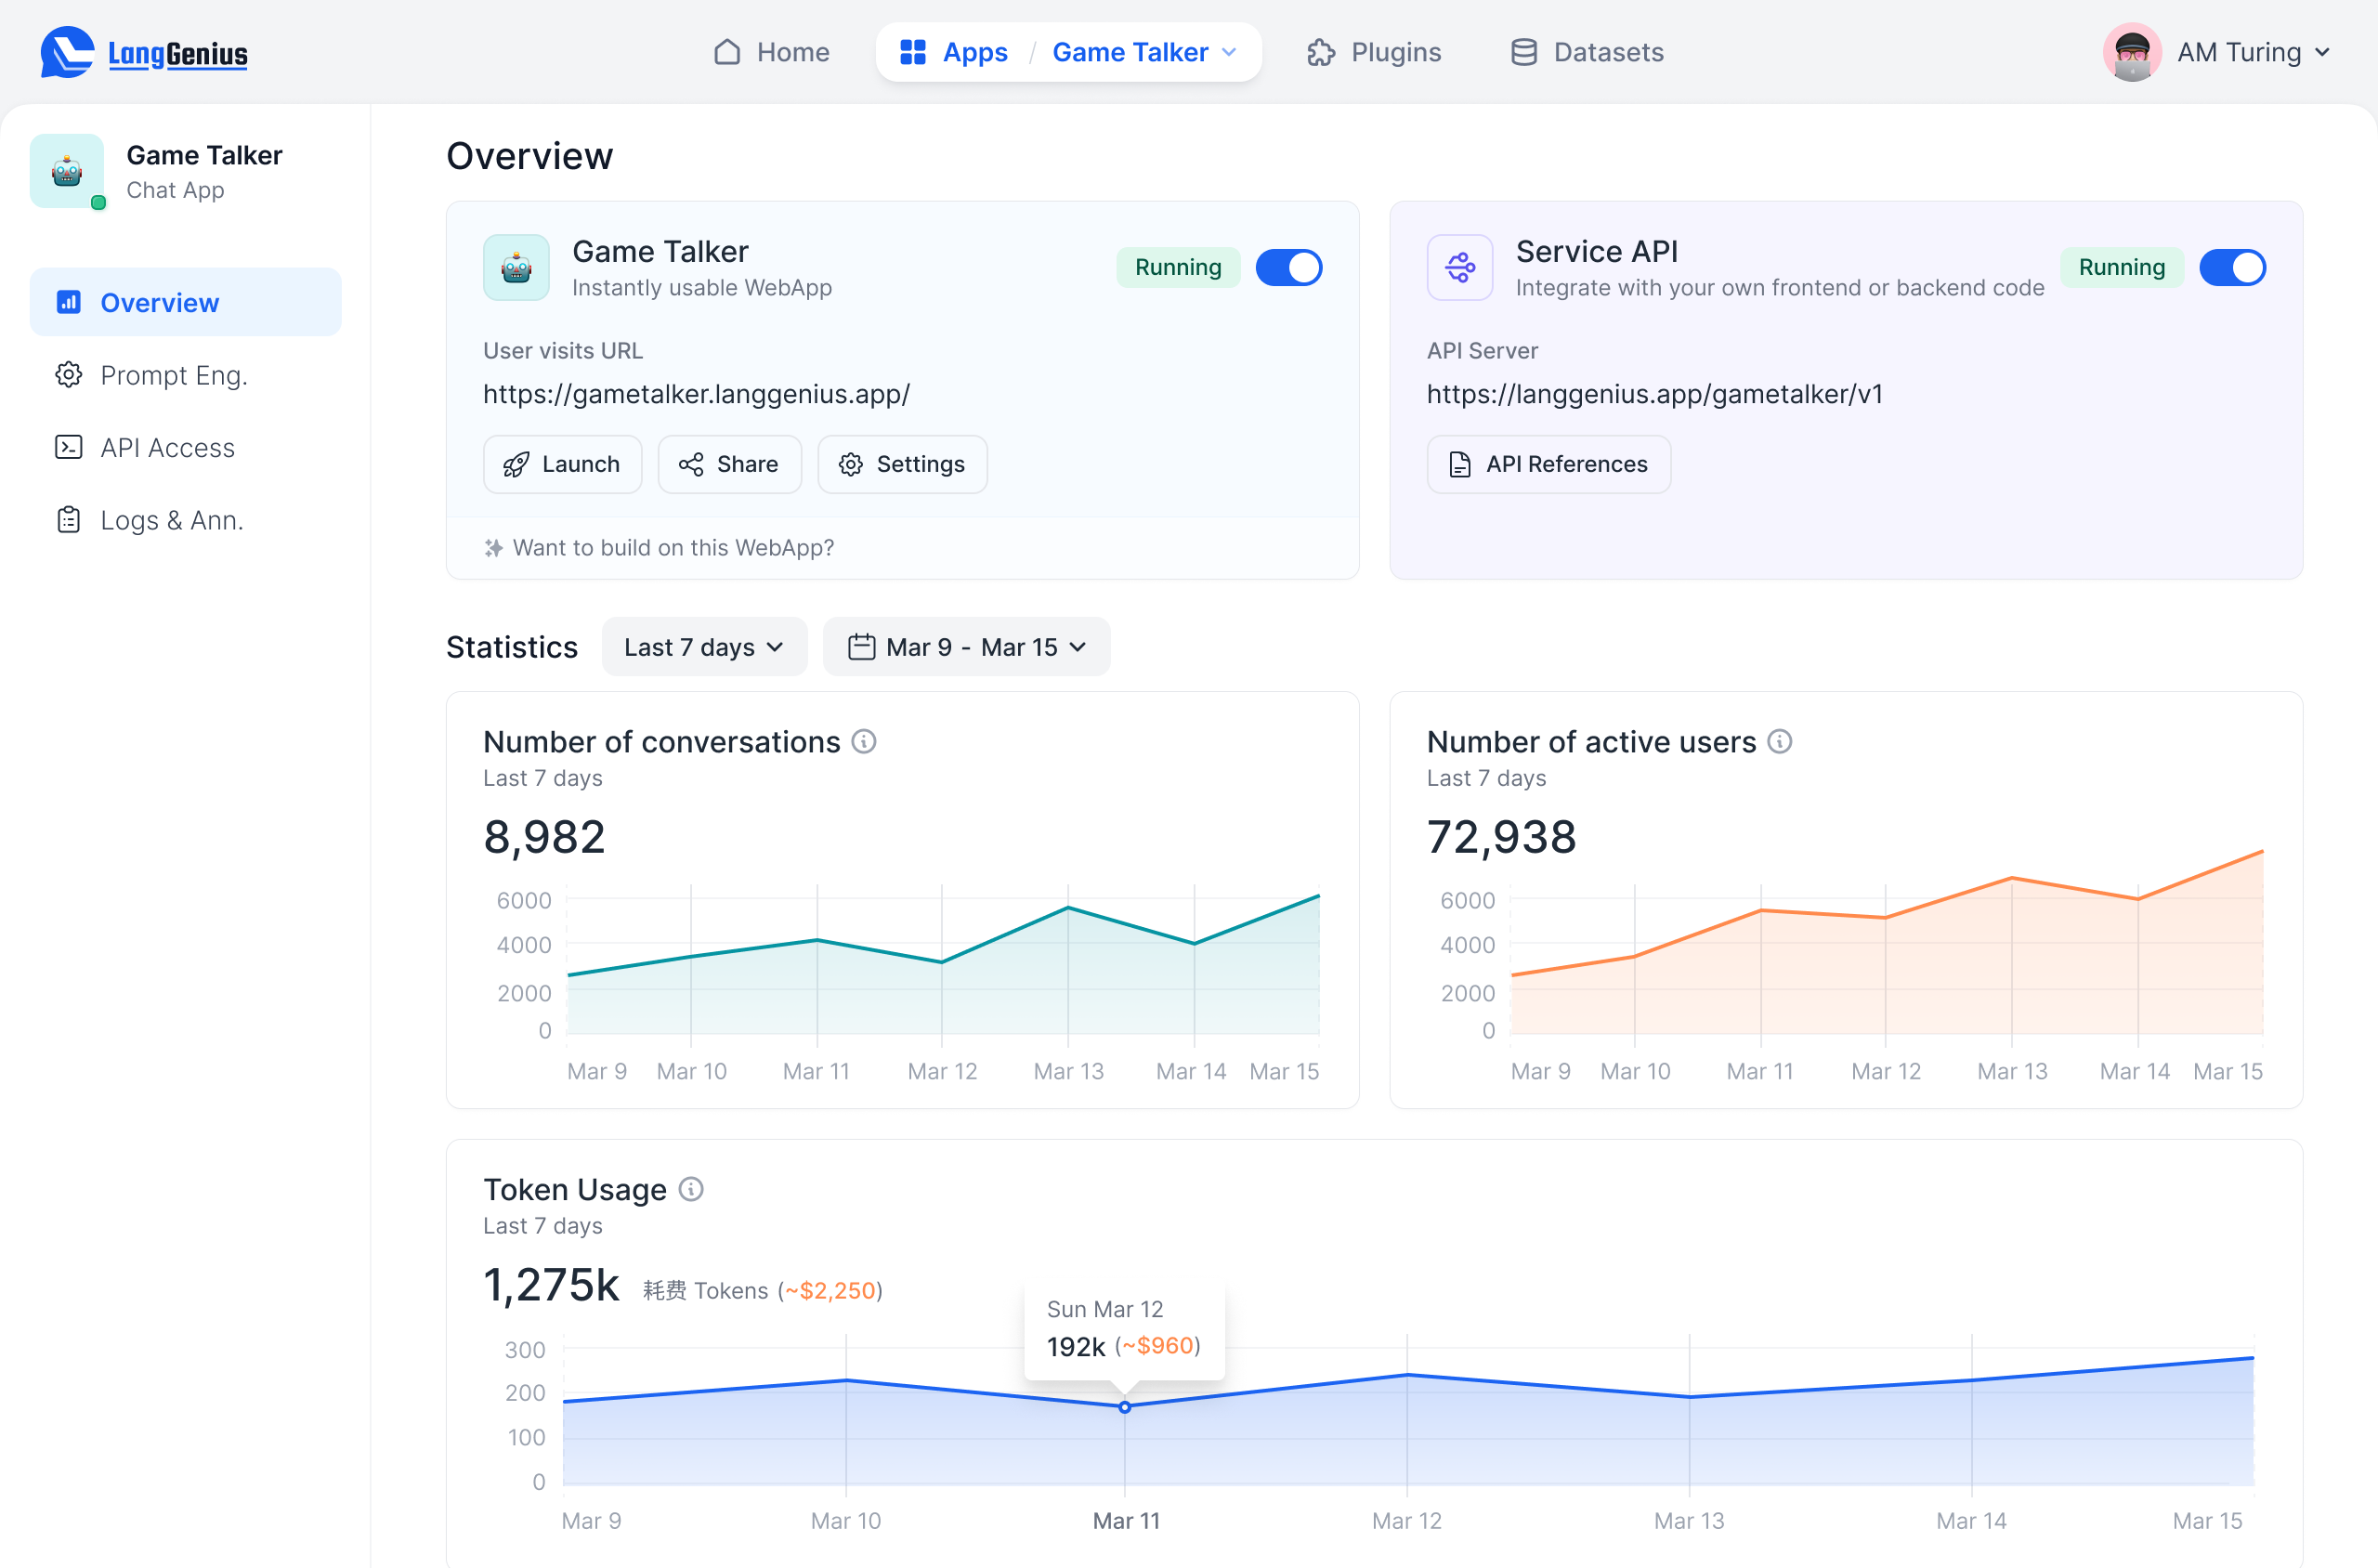 LangGenius
Home
Apps / Game Talker
Plugins
Datasets
AM Turing
Game Talker
Chat App
Overview
Prompt Eng.
API Access
Logs & Ann.
Overview
Game Talker
Instantly usable WebApp
Running
User visits URL
https://gametalker.langgenius.app/
Launch
Share
Settings
Want to build on this WebApp?
Service API
Integrate with your own frontend or backend code
Running
API Server
https://langgenius.app/gametalker/v1
API References
Statistics
Last 7 days
Mar 9 - Mar 15
Number of conversations
Last 7 days
8,982
6000
4000
2000
0
Mar 9 Mar 10 Mar 11 Mar 12 Mar 13 Mar 14 Mar 15
Number of active users
Last 7 days
72,938
6000
4000
2000
0
Mar 9 Mar 10 Mar 11 Mar 12 Mar 13 Mar 14 Mar 15
Token Usage
Last 7 days
1,275k 耗费 Tokens (~$2,250)
Sun Mar 12
192k (~$960)
300
200
100
0
Mar 9 Mar 10 Mar 11 Mar 12 Mar 13 Mar 14 Mar 15